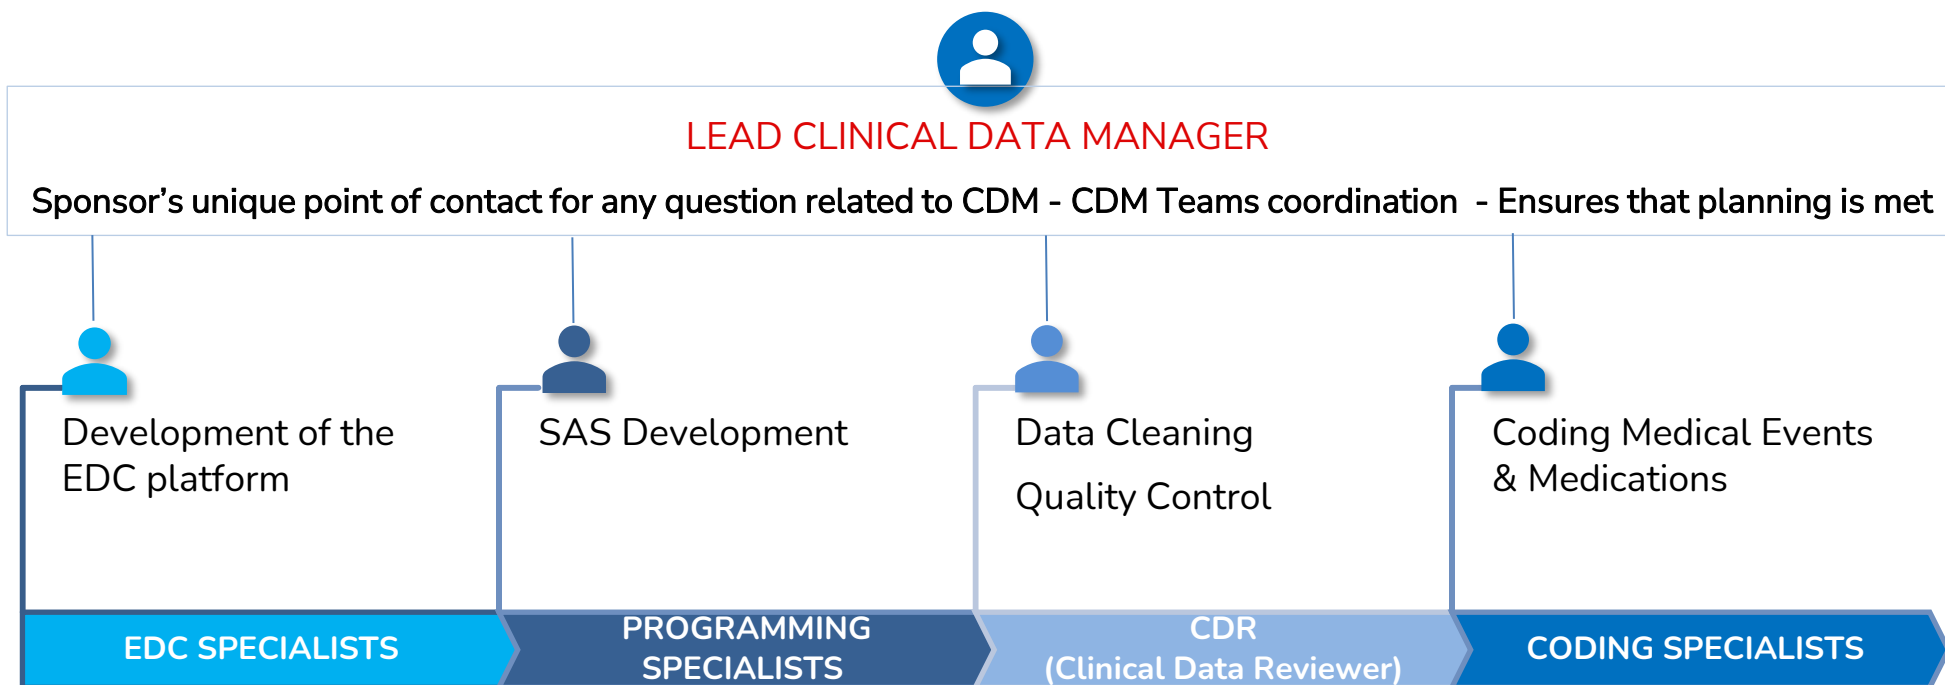 LEAD CLINICAL DATA MANAGER
Sponsor’s unique point of contact for any question related to CDM - CDM Teams coordination - Ensures that planning is met
Development of the
EDC platform
SAS Development
Data Cleaning
Quality Control
Coding Medical Events
& Medications
EDC SPECIALISTS
PROGRAMMING
SPECIALISTS
CDR
(Clinical Data Reviewer)
CODING SPECIALISTS